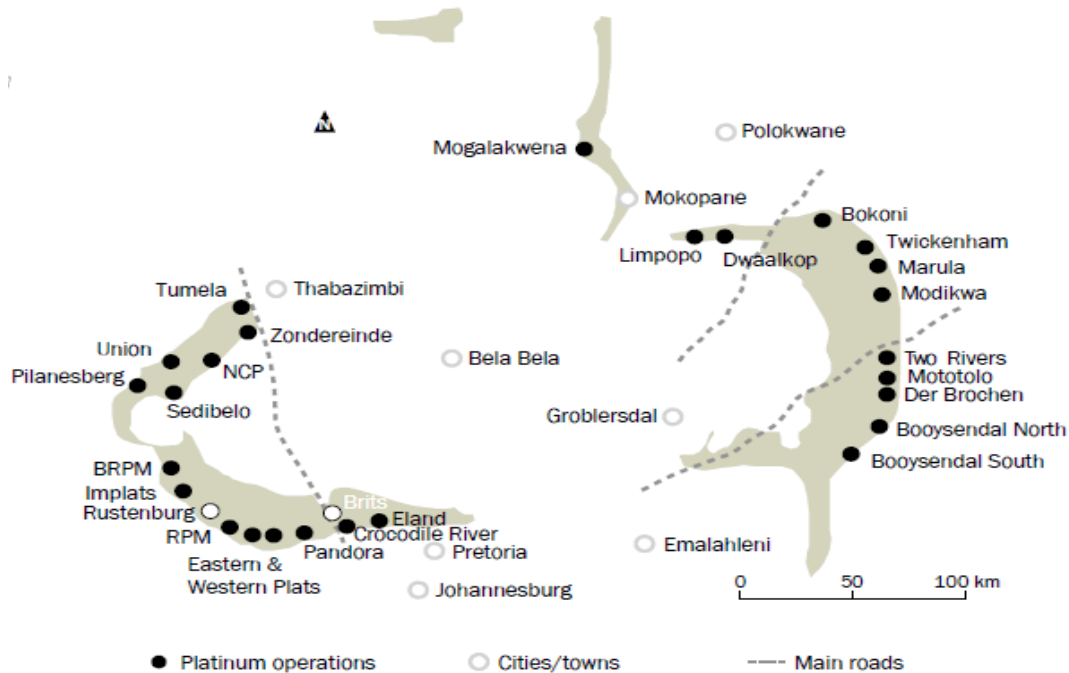 N
Polokwane
Mogalakwena
Mokopane
Bokoni
Twickenham
Limpopo
Dwaalkop
Marula
Modikwa
Tumela
Thabazimbi
Zondereinde
Union
Bela Bela
Two Rivers
NCP
Pilanesberg
Mototolo
Der Brochen
Sedibelo
Groblersdal
Booysendal North
Booysendal South
BRPM
Implats
Rustenburg
Brits
Eland
RPM
Crocodile River
Pandora
Pretoria
Emalahleni
Eastern &
Western Plats
Johannesburg
0 50 100 km
Platinum operations
Cities/towns
Main roads